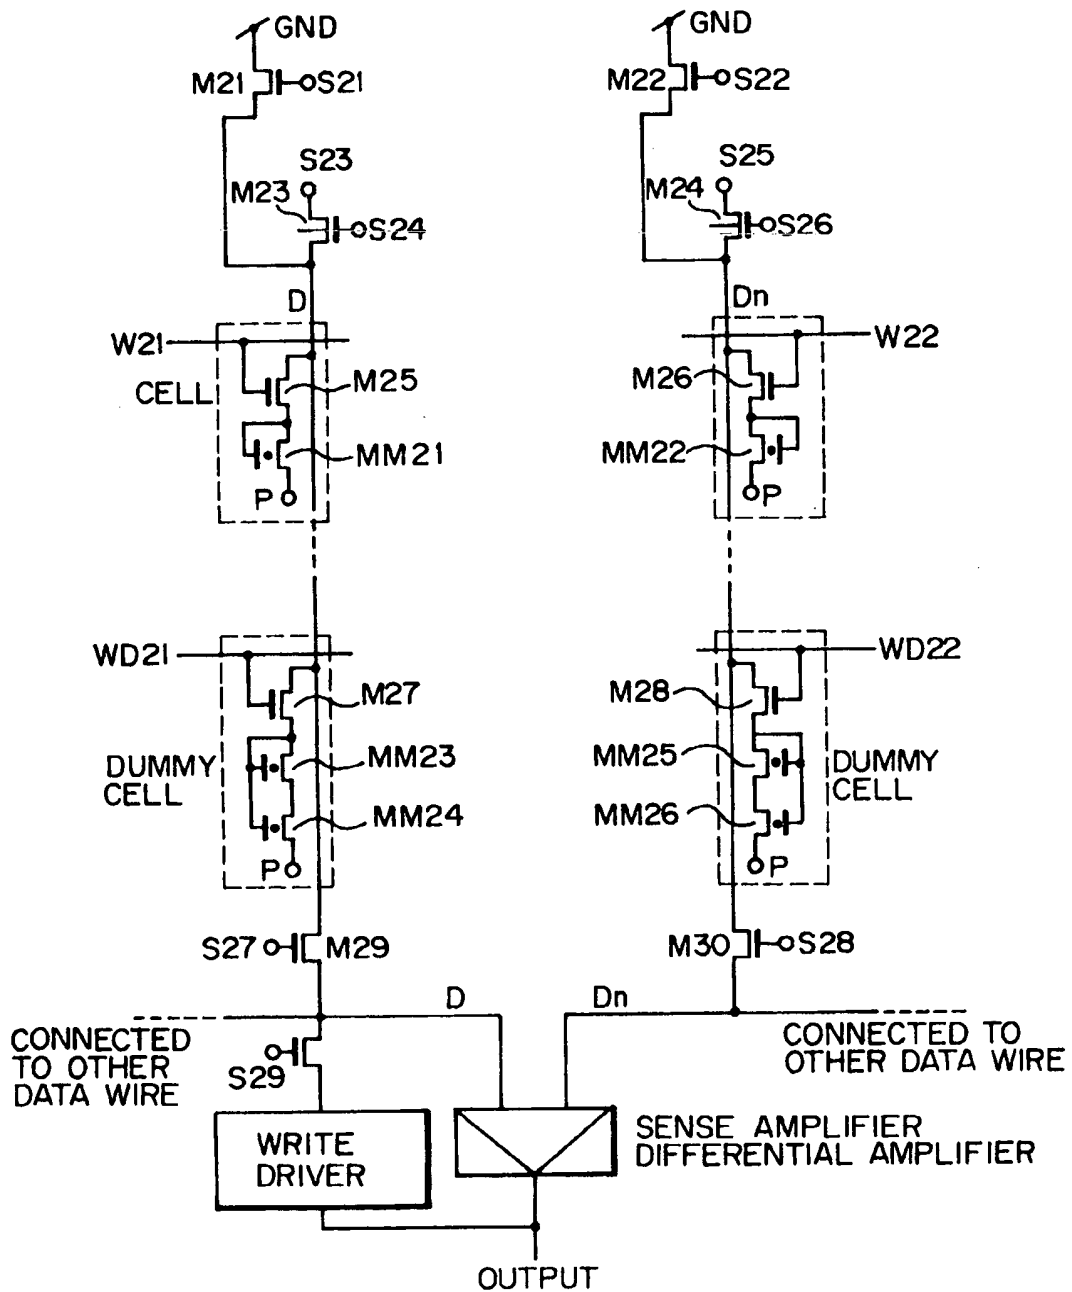 GND
GND
M21
S21
M22
S22
S23
S25
M23
S24
M24
S26
D
Dn
W21
W22
CELL
M25
M26
MM21
MM22
P
P
WD21
WD22
M27
M28
DUMMY
CELL
MM23
MM25
DUMMY
CELL
MM24
MM26
P
P
S27
M29
M30
S28
D
Dn
CONNECTED
TO OTHER
DATA WIRE
CONNECTED TO
OTHER DATA WIRE
S29
WRITE
DRIVER
SENSE AMPLIFIER
DIFFERENTIAL AMPLIFIER
OUTPUT